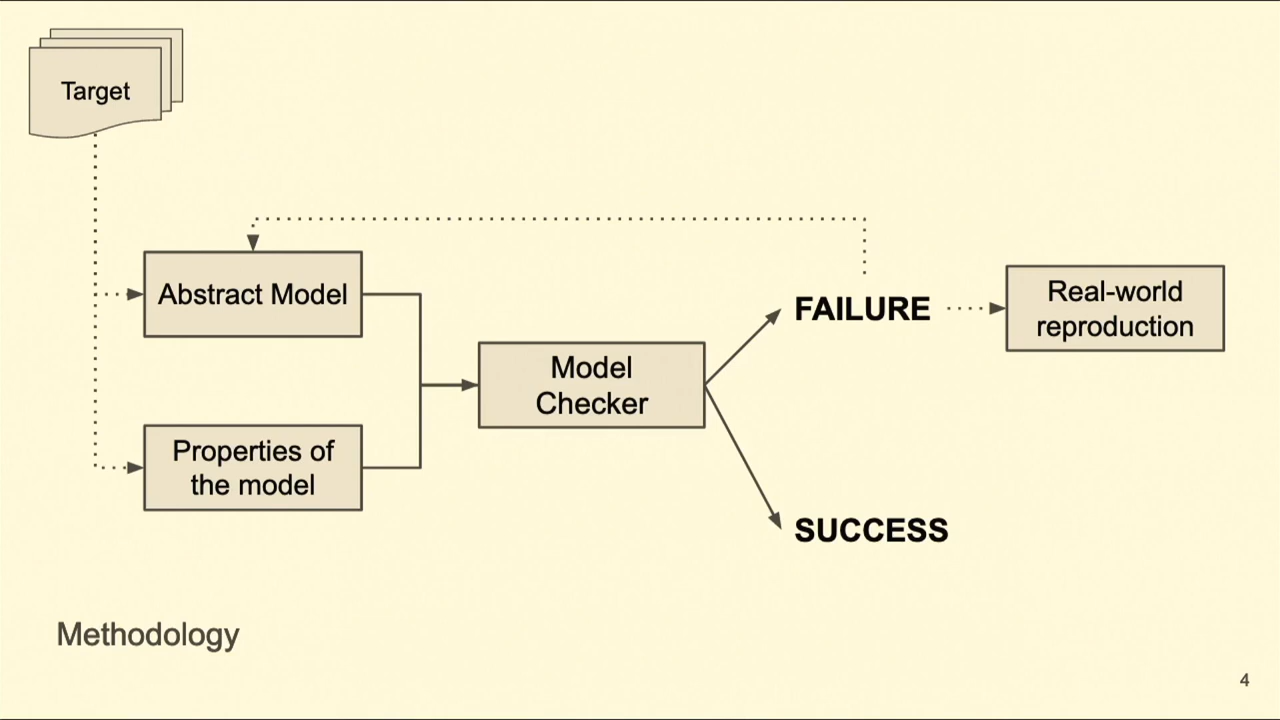 Target
Abstract Model
Properties of
the model
Model
Checker
FAILURE
SUCCESS
Real-world
reproduction
Methodology
4